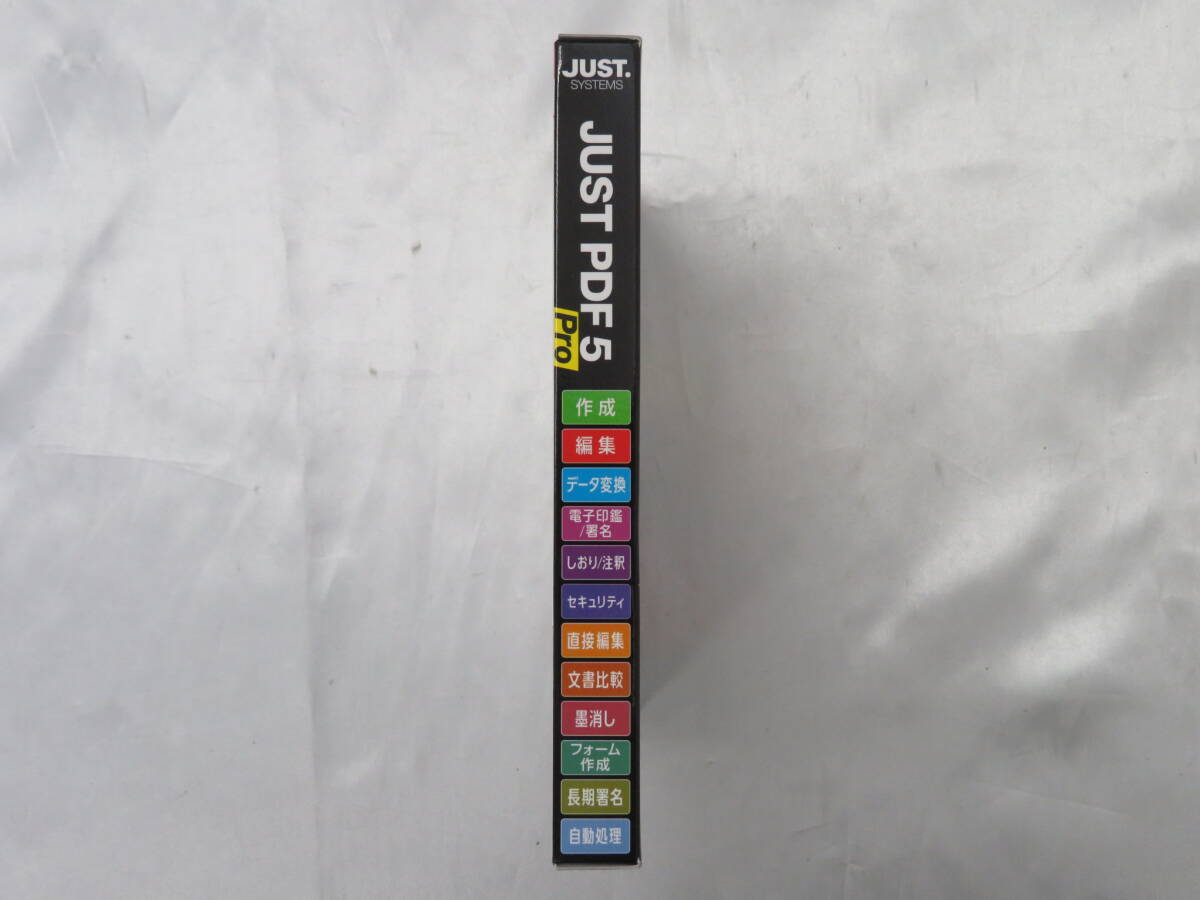 JUST.
SYSTEMS
JUST PDF 5
Pro
作成
編集
データ変換
電子印鑑
/署名
しおり/注釈
セキュリティ
直接編集
文書比較
墨消し
フォーム
作成
長期署名
自動処理